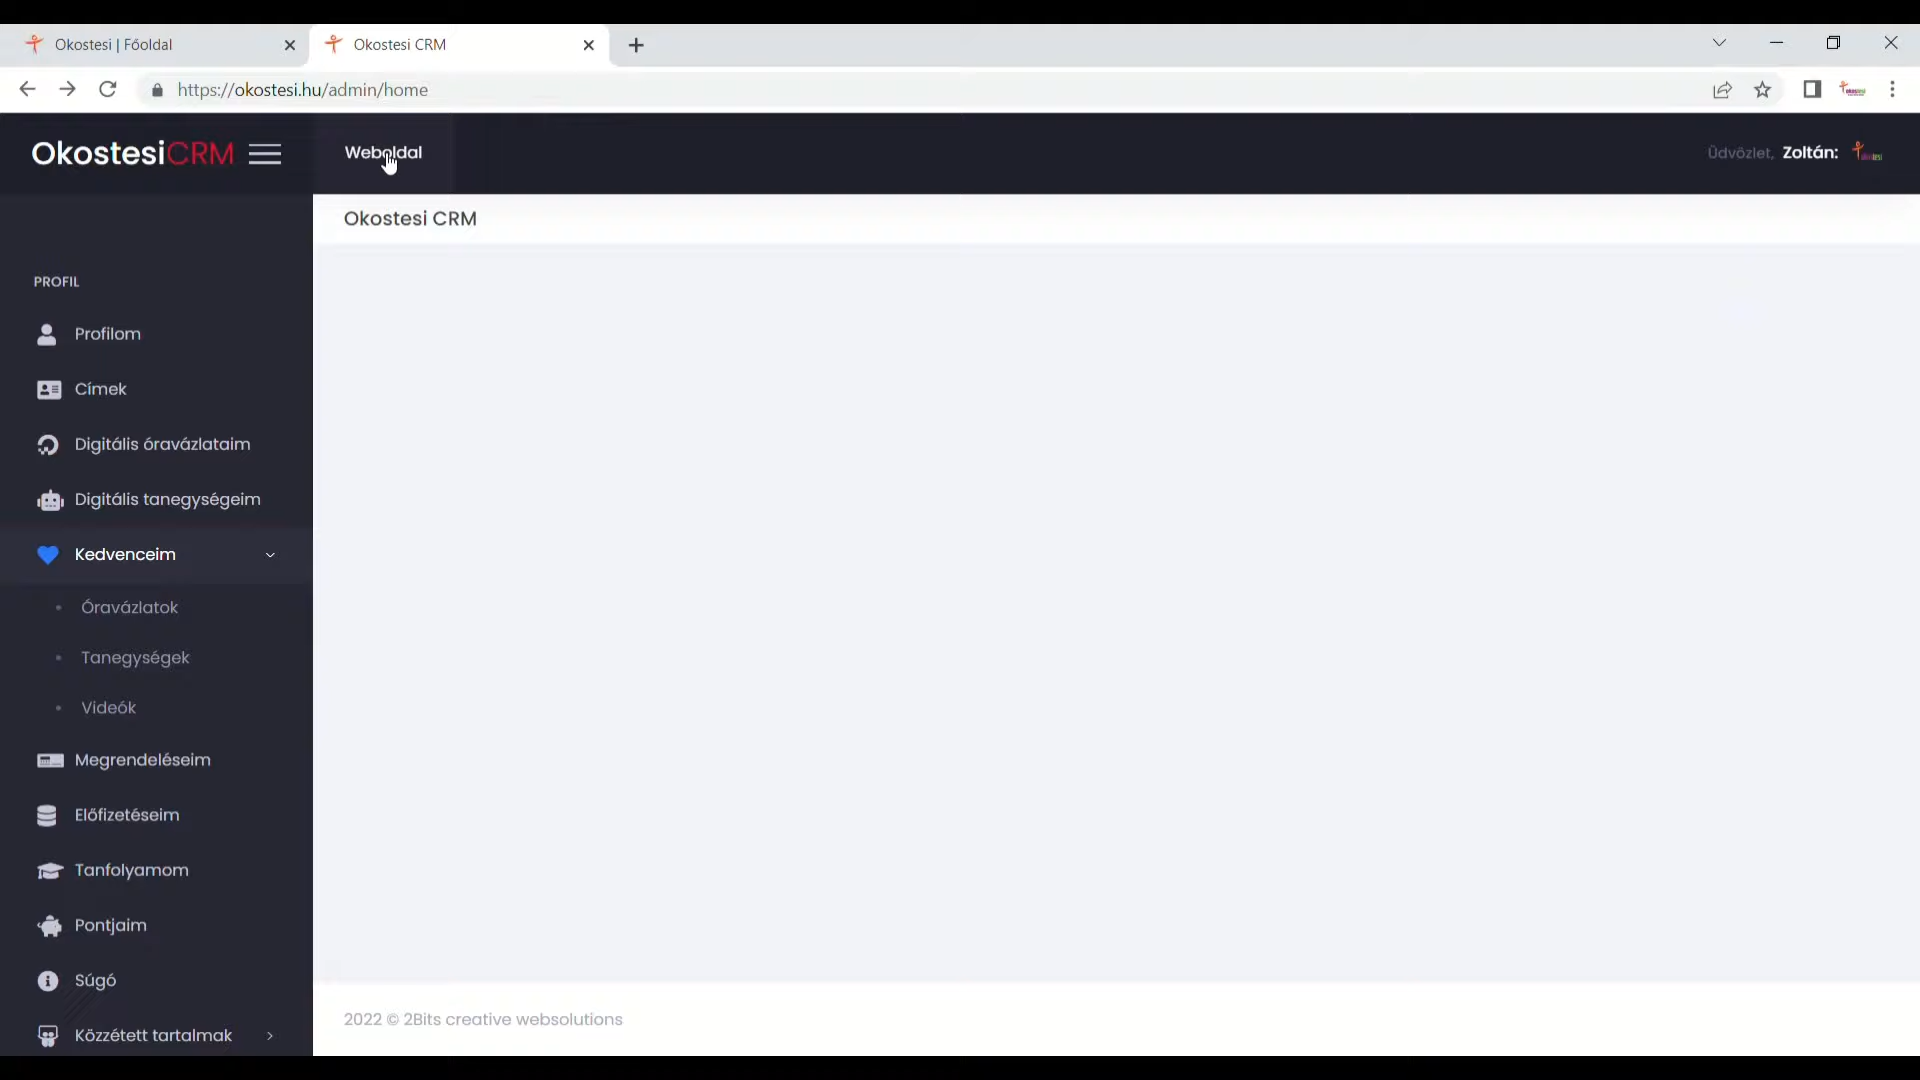 Okostesi | Főoldal
Okostesi CRM
https://okostesi.hu/admin/home
OkostesiCRM
Weboldal
Üdvözlet, Zoltán:
Okostesi CRM
PROFIL
Profilom
Címek
Digitális óravázlataim
Digitális tanegységeim
Kedvenceim
Óravázlatok
Tanegységek
Videók
Megrendeléseim
Előfizetéseim
Tanfolyamom
Pontjaim
Súgó
Közzétett tartalmak
2022 © 2Bits creative websolutions